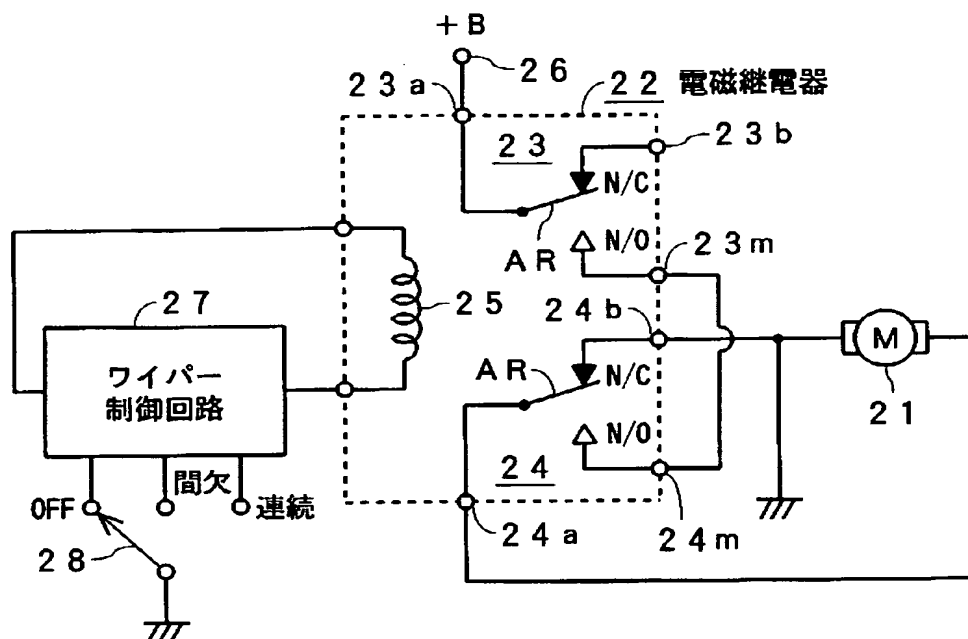 +B
26
23a
22 電磁継電器
23
23b
N/C
AR
N/O
23m
25
24b
27
ワイパー
制御回路
AR
N/C
M
21
N/O
間欠
OFF
連続
24
24a
24m
28